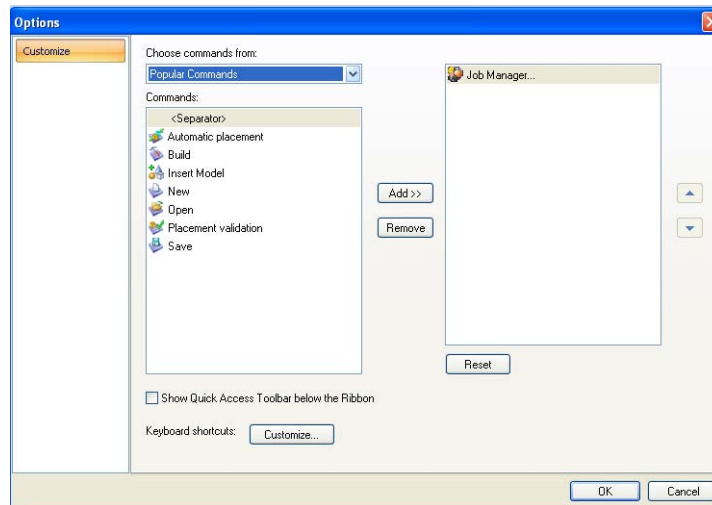 Options
Customize
Choose commands from:
Popular Commands
Commands:
<Separator>
Automatic placement
Build
Insert Model
New
Open
Placement validation
Save
Add >>
Remove
Job Manager...
Reset
Show Quick Access Toolbar below the Ribbon
Keyboard shortcuts:
Customize...
OK
Cancel